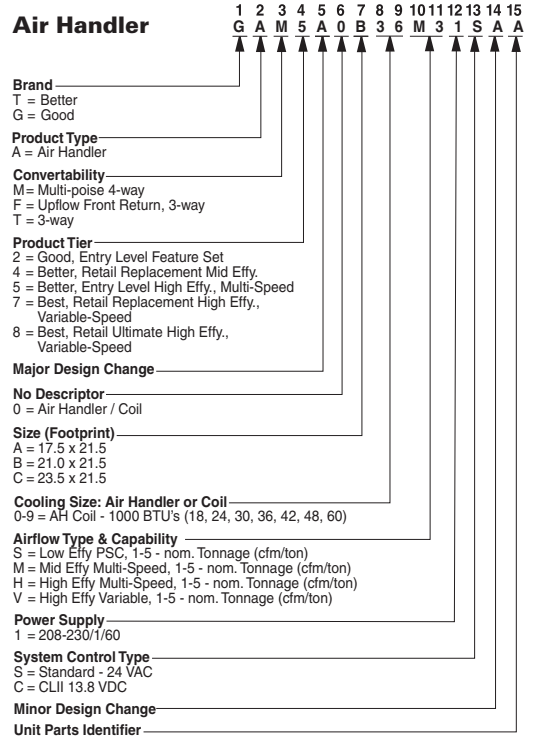 Air Handler
1 2 3 4 5 6 7 8 9 10 11 12 13 14 15
G A M 5 A 0 B 3 6 M 3 1 S A A
Brand
T = Better
G = Good
Product Type
A = Air Handler
Convertability
M = Multi-poise 4-way
F = Upflow Front Return, 3-way
T = 3-way
Product Tier
2 = Good, Entry Level Feature Set
4 = Better, Retail Replacement Mid Effy.
5 = Better, Entry Level High Effy., Multi-Speed
7 = Best, Retail Replacement High Effy.,
Variable-Speed
8 = Best, Retail Ultimate High Effy.,
Variable-Speed
Major Design Change
No Descriptor
0 = Air Handler / Coil
Size (Footprint)
A = 17.5 x 21.5
B = 21.0 x 21.5
C = 23.5 x 21.5
Cooling Size: Air Handler or Coil
0-9 = AH Coil - 1000 BTU's (18, 24, 30, 36, 42, 48, 60)
Airflow Type & Capability
S = Low Effy PSC, 1-5 - nom. Tonnage (cfm/ton)
M = Mid Effy Multi-Speed, 1-5 - nom. Tonnage (cfm/ton)
H = High Effy Multi-Speed, 1-5 - nom. Tonnage (cfm/ton)
V = High Effy Variable, 1-5 - nom. Tonnage (cfm/ton)
Power Supply
1 = 208-230/1/60
System Control Type
S = Standard - 24 VAC
C = CLII 13.8 VDC
Minor Design Change
Unit Parts Identifier